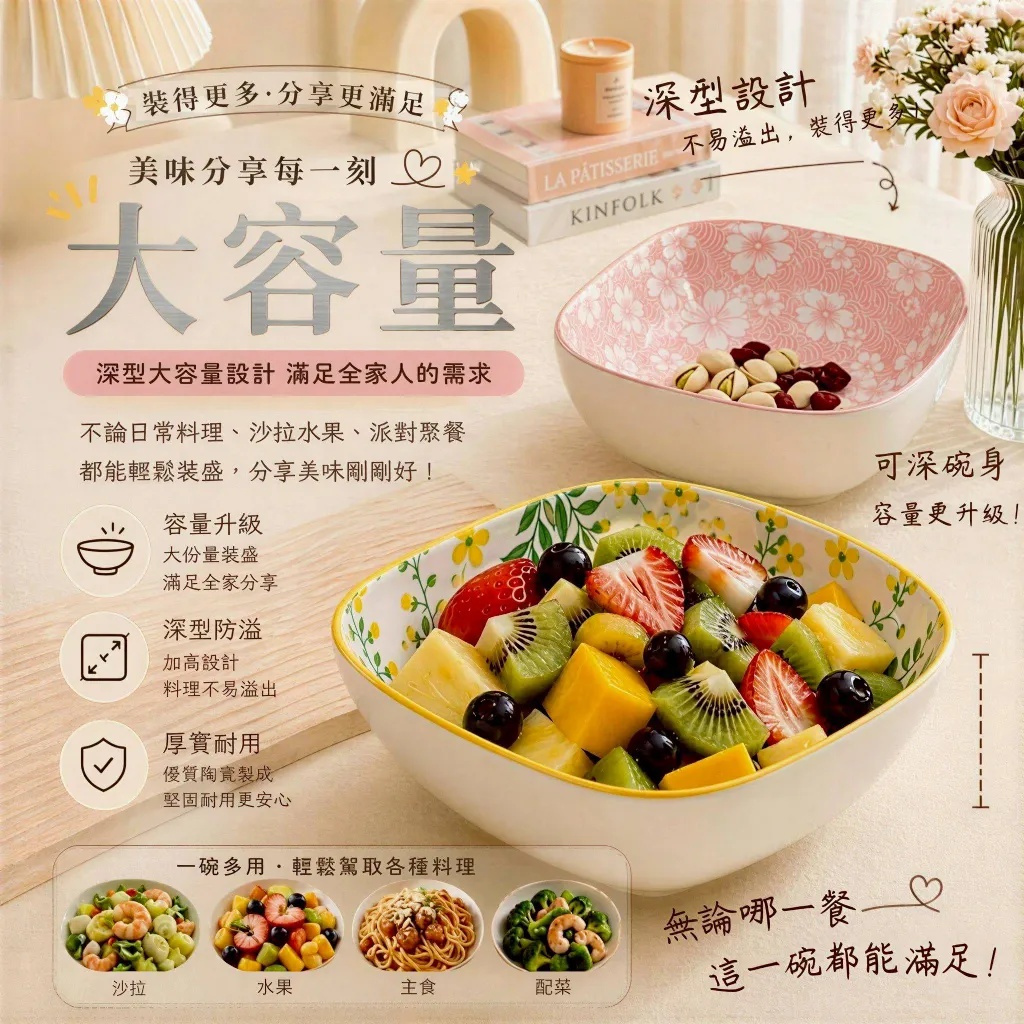 裝得更多·分享更滿足
美味分享每一刻
大容量
深型大容量設計 滿足全家人的需求
不論日常料理、沙拉水果、派對聚餐
都能輕鬆裝盛，分享美味剛剛好！
容量升級
大份量裝盛
滿足全家分享
深型防溢
加高設計
料理不易溢出
厚實耐用
優質陶瓷製成
堅固耐用更安心
一碗多用·輕鬆駕取各種料理
沙拉
水果
主食
配菜
深型設計
不易溢出，裝得更多
LA PÂTISSERIE
KINFOLK
可深碗身
容量更升級！
無論哪一餐
這一碗都能滿足！